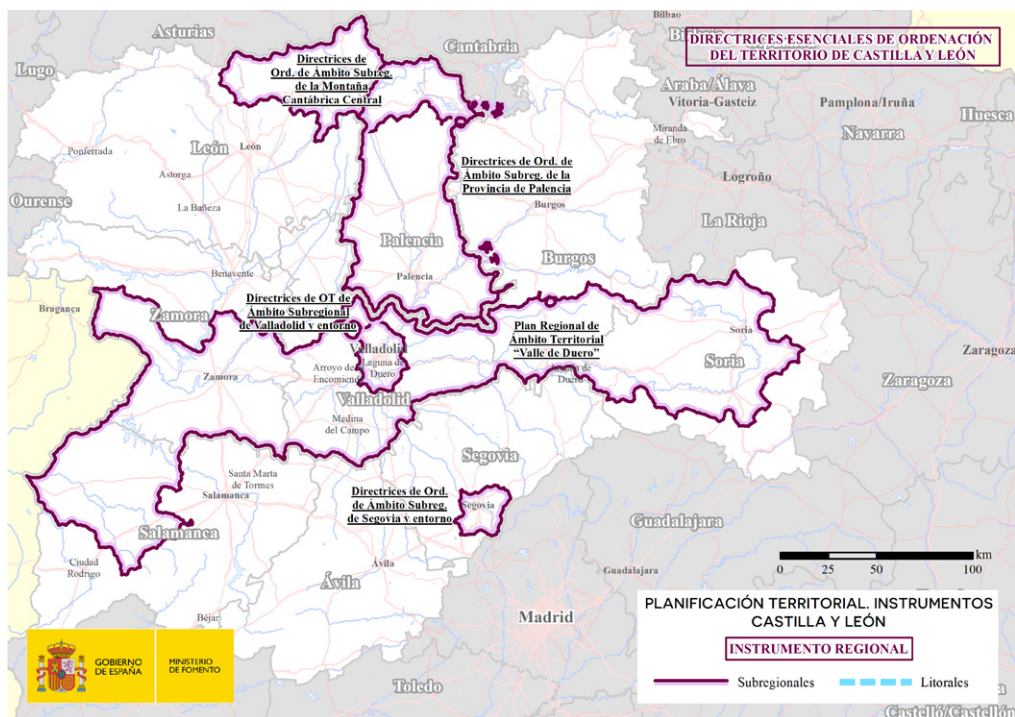 DIRECTRICES ESENCIALES DE ORDENACIÓN
DEL TERRITORIO DE CASTILLA Y LEÓN
Asturias
Cantabria
Bilbao
Lugo
Directrices de
Ord. de Ámbito Subreg.
de la Montaña
Cantábrica Central
Araba/Álava
Vitoria-Gasteiz
Pamplona/Iruña
Huesca
Navarra
Miranda
de Ebro
León
León
Ponferrada
Astorga
La Bañeza
Directrices de Ord. de
Ámbito Subreg. de la
Provincia de Palencia
Logroño
La Rioja
Ourense
Burgos
Palencia
Burgos
Benavente
Palencia
Bragança
Zamora
Directrices de OT de
Ámbito Subregional
de Valladolid y entorno
Plan Regional de
Ámbito Territorial
"Valle de Duero"
Soria
Soria
Zaragoza
Zaragoza
Valladolid
Laguna de
Duero
Arroyo de
Zamora
Valladolid
Medina
del Campo
Segovia
Santa Marta
de Tormes
Salamanca
Directrices de Ord.
de Ámbito Subreg.
de Segovia y entorno
Segovia
Salamanca
Guadalajara
Ciudad
Rodrigo
Ávila
Ávila
Guadalajara
km
0 25 50 100
Béjar
Madrid
PLANIFICACIÓN TERRITORIAL. INSTRUMENTOS
CASTILLA Y LEÓN
INSTRUMENTO REGIONAL
Subregionales
Litorales
GOBIERNO
DE ESPAÑA
MINISTERIO
DE FOMENTO
Toledo
Castelló/Castellón